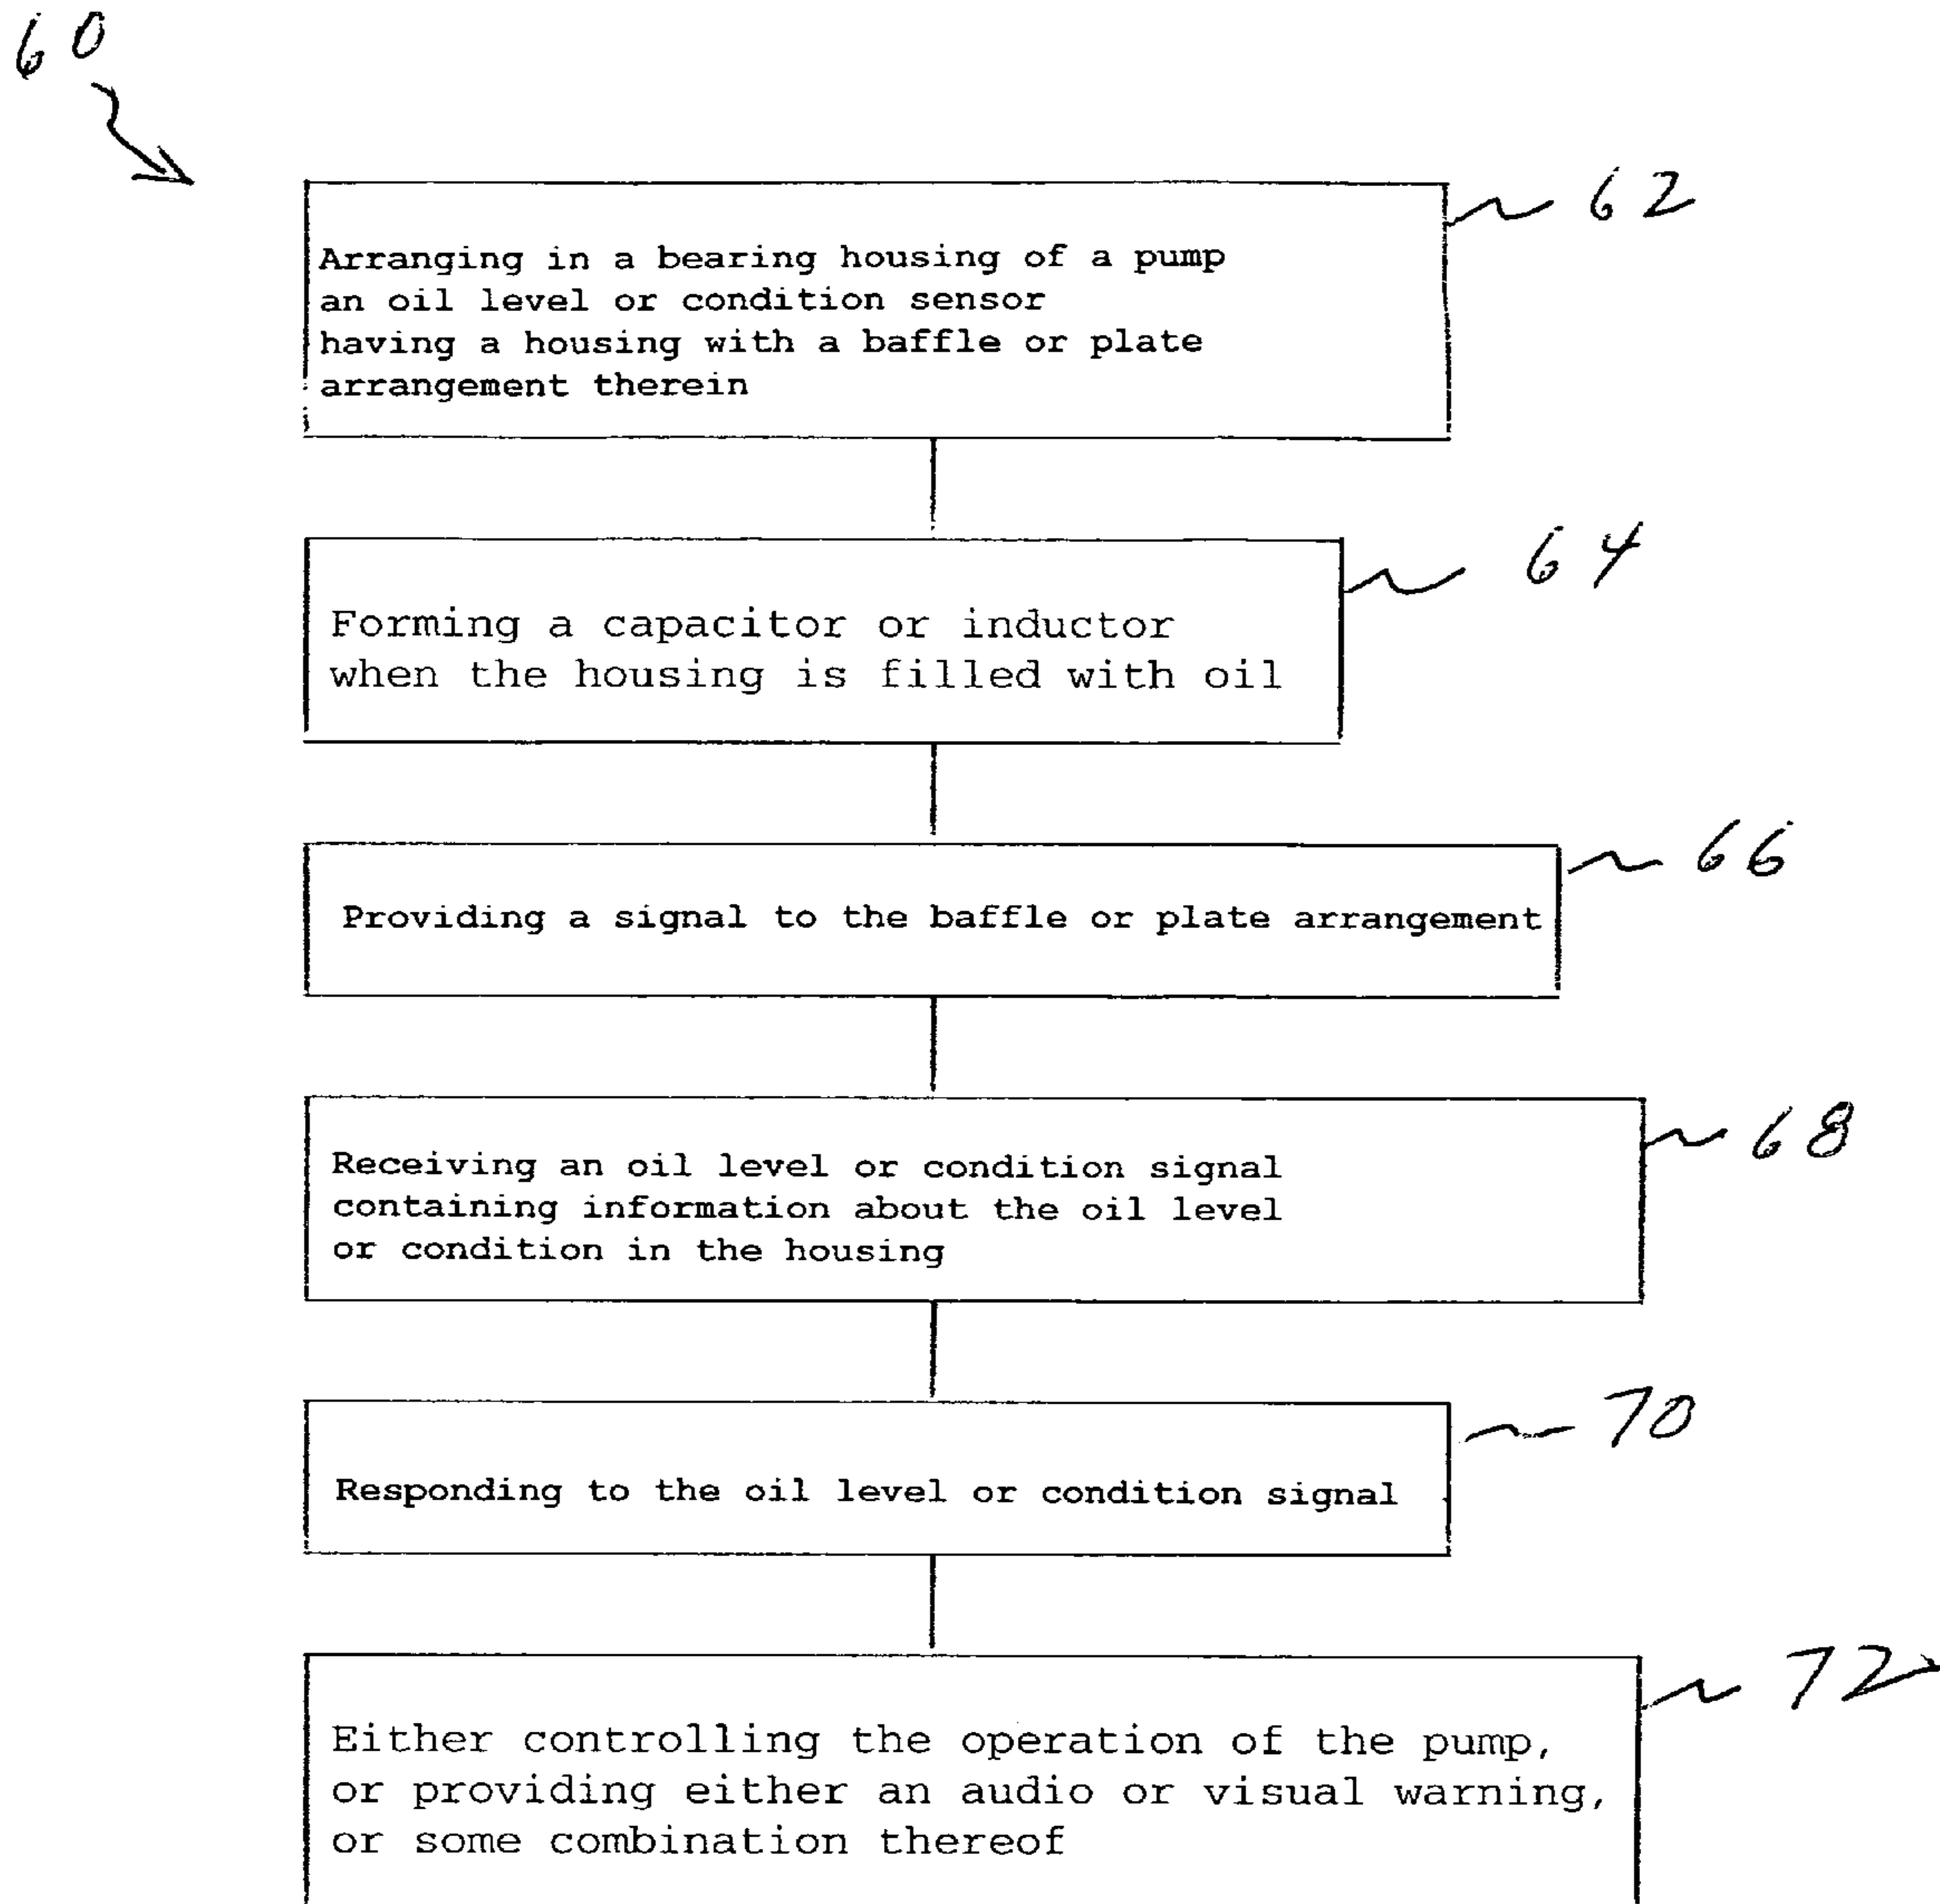 60
62
Arranging in a bearing housing of a pump
an oil level or condition sensor
having a housing with a baffle or plate
arrangement therein
64
Forming a capacitor or inductor
when the housing is filled with oil
66
Providing a signal to the baffle or plate arrangement
68
Receiving an oil level or condition signal
containing information about the oil level
or condition in the housing
70
Responding to the oil level or condition signal
72
Either controlling the operation of the pump,
or providing either an audio or visual warning,
or some combination thereof